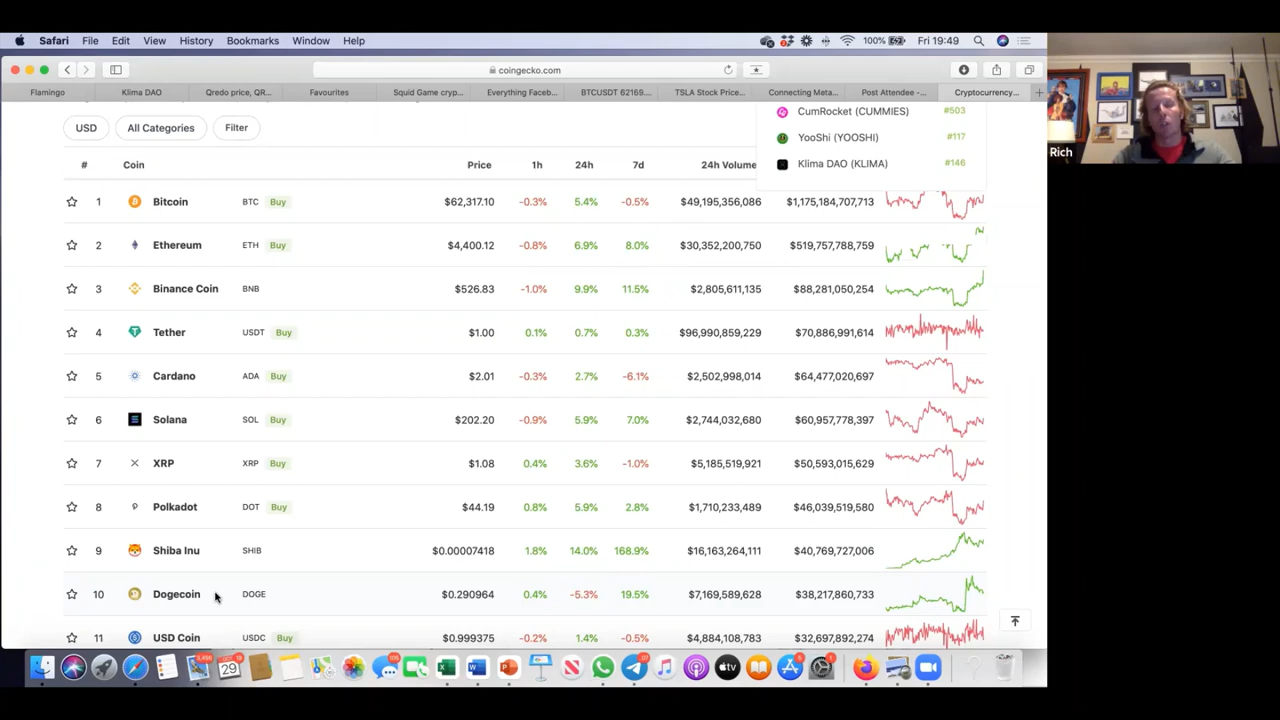 Safari File Edit View History Bookmarks Window Help 100% Fri 19:49
coingecko.com
Flamingo Klima DAO Qredo price, QR... Favourites Squid Game cryp... Everything Faceb... BTCUSDT 62169.... TSLA Stock Price... Connecting Meta... Post Attendee -... Cryptocurrency...
CumRocket (CUMMIES) #503
USD All Categories Filter
YooShi (YOOSHI) #117
Rich
# Coin Price 1h 24h 7d 24h Volume
Klima DAO (KLIMA) #146
1 Bitcoin BTC Buy $62,317.10 -0.3% 5.4% -0.5% $49,195,356,086 $1,175,184,707,713
2 Ethereum ETH Buy $4,400.12 -0.8% 6.9% 8.0% $30,352,200,750 $519,757,788,759
3 Binance Coin BNB $526.83 -1.0% 9.9% 11.5% $2,805,611,135 $88,281,050,254
4 Tether USDT Buy $1.00 0.1% 0.7% 0.3% $96,990,859,229 $70,886,991,614
5 Cardano ADA Buy $2.01 -0.3% 2.7% -6.1% $2,502,998,014 $64,477,020,697
6 Solana SOL Buy $202.20 -0.9% 5.9% 7.0% $2,744,032,680 $60,957,778,397
7 XRP XRP Buy $1.08 0.4% 3.6% -1.0% $5,185,519,921 $50,593,015,629
8 Polkadot DOT Buy $44.19 0.8% 5.9% 2.8% $1,710,233,489 $46,039,519,580
9 Shiba Inu SHIB $0.00007418 1.8% 14.0% 168.9% $16,163,264,111 $40,769,727,006
10 Dogecoin DOGE $0.290964 0.4% -5.3% 19.5% $7,169,589,628 $38,217,860,733
11 USD Coin USDC Buy $0.999375 -0.2% 1.4% -0.5% $4,884,108,783 $32,697,892,274
29 tv